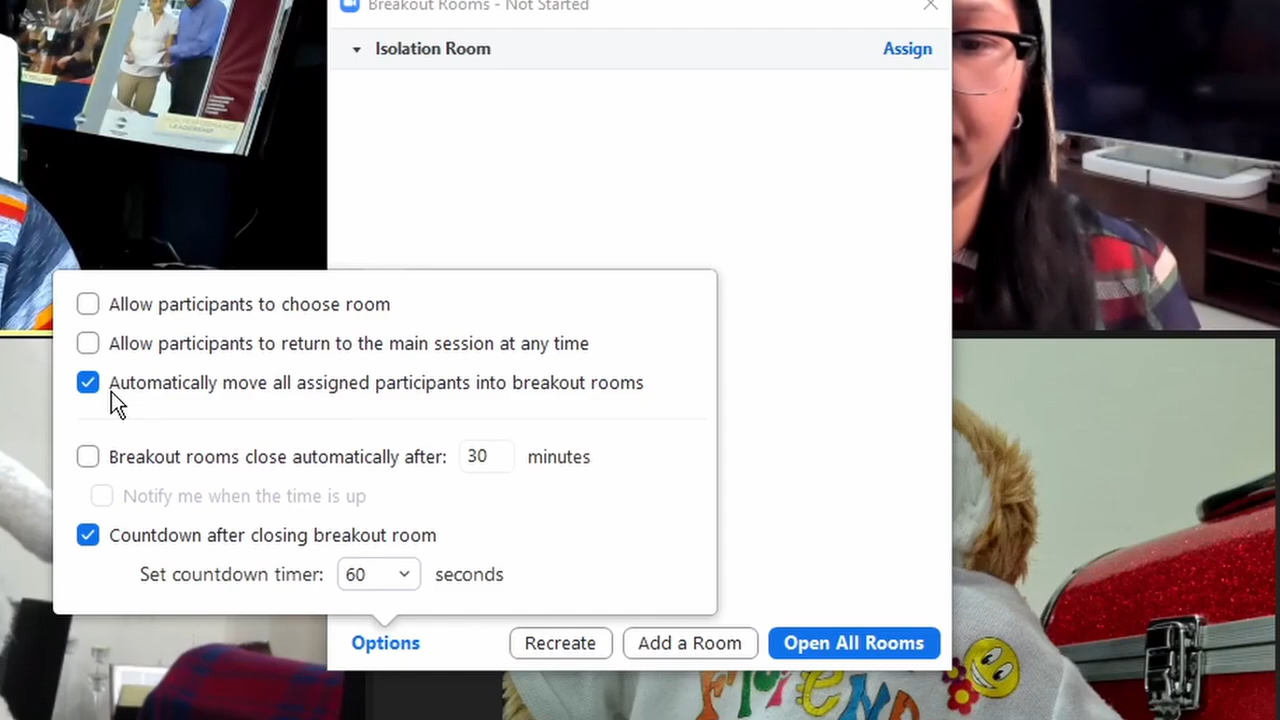 Breakout Rooms - Not Started
Isolation Room
Assign
Allow participants to choose room
Allow participants to return to the main session at any time
Automatically move all assigned participants into breakout rooms
Breakout rooms close automatically after: 30 minutes
Notify me when the time is up
Countdown after closing breakout room
Set countdown timer: 60 seconds
Options
Recreate
Add a Room
Open All Rooms
LEADERSHIP